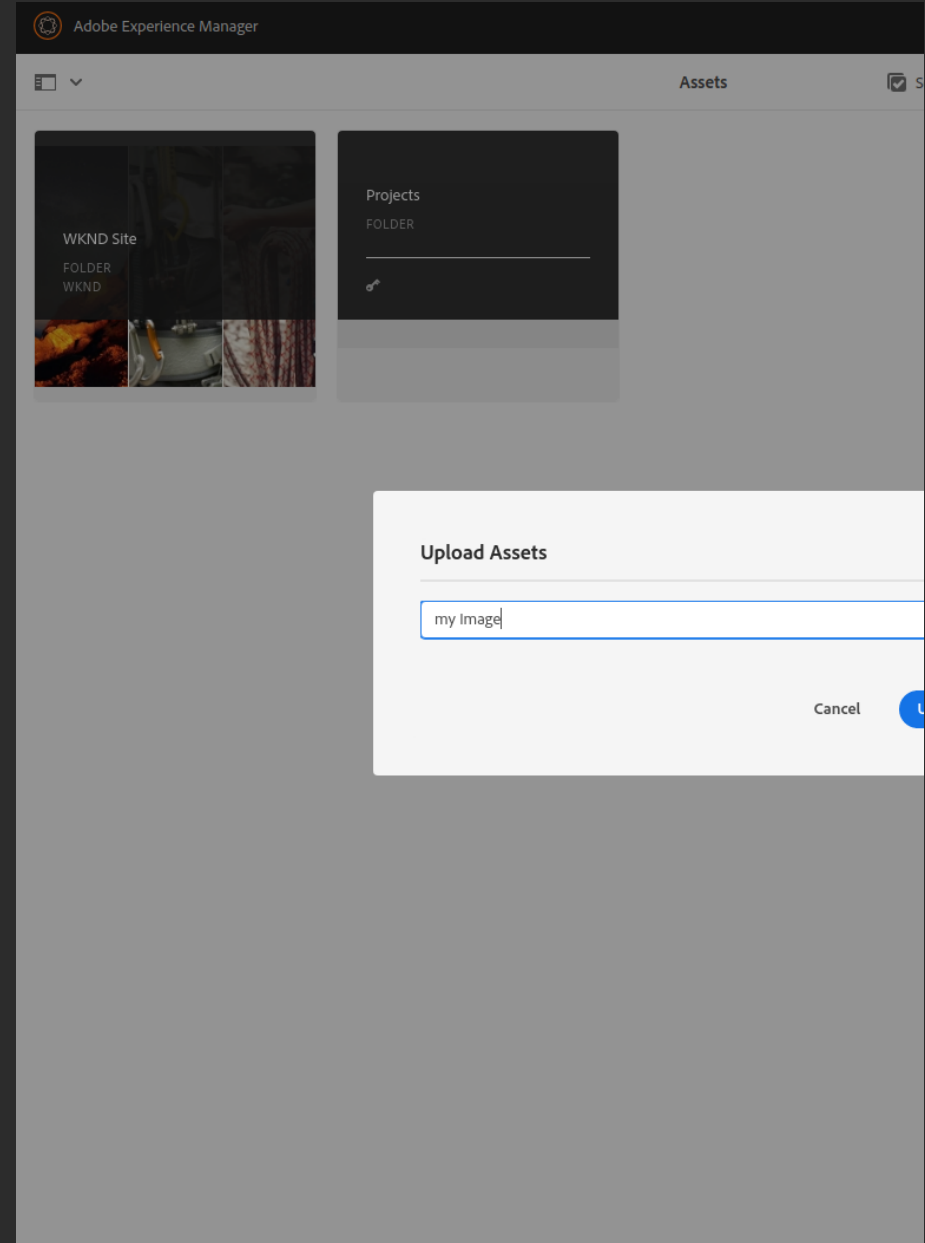 Adobe Experience Manager
Assets
WKND Site
FOLDER
WKND
Projects
FOLDER
Upload Assets
my Image
Cancel